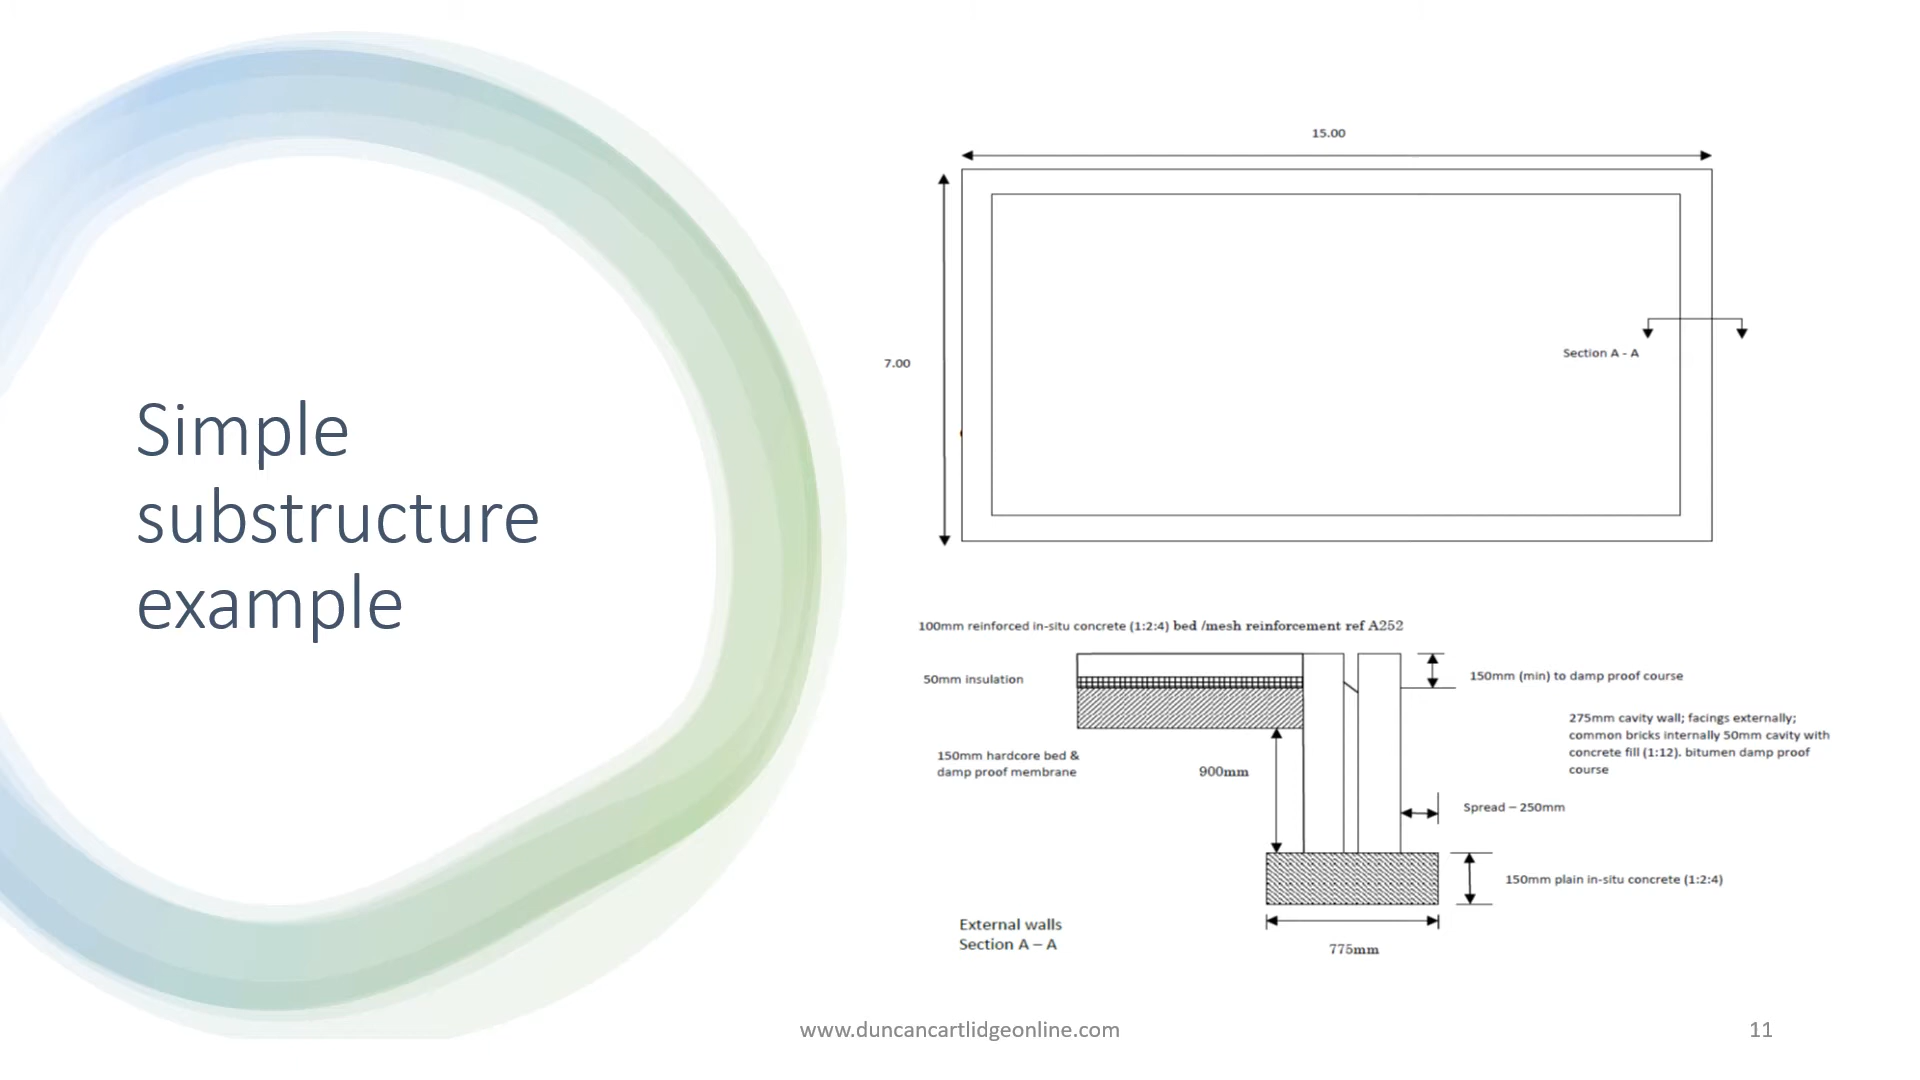 Simple
substructure
example
15.00
7.00
Section A - A
100mm reinforced in-situ concrete (1:2:4) bed /mesh reinforcement ref A252
50mm insulation
150mm (min) to damp proof course
275mm cavity wall; facings externally;
common bricks internally 50mm cavity with
concrete fill (1:12). bitumen damp proof
course
150mm hardcore bed &
damp proof membrane
900mm
Spread – 250mm
150mm plain in-situ concrete (1:2:4)
External walls
Section A – A
775mm
www.duncancartlidgeonline.com
11